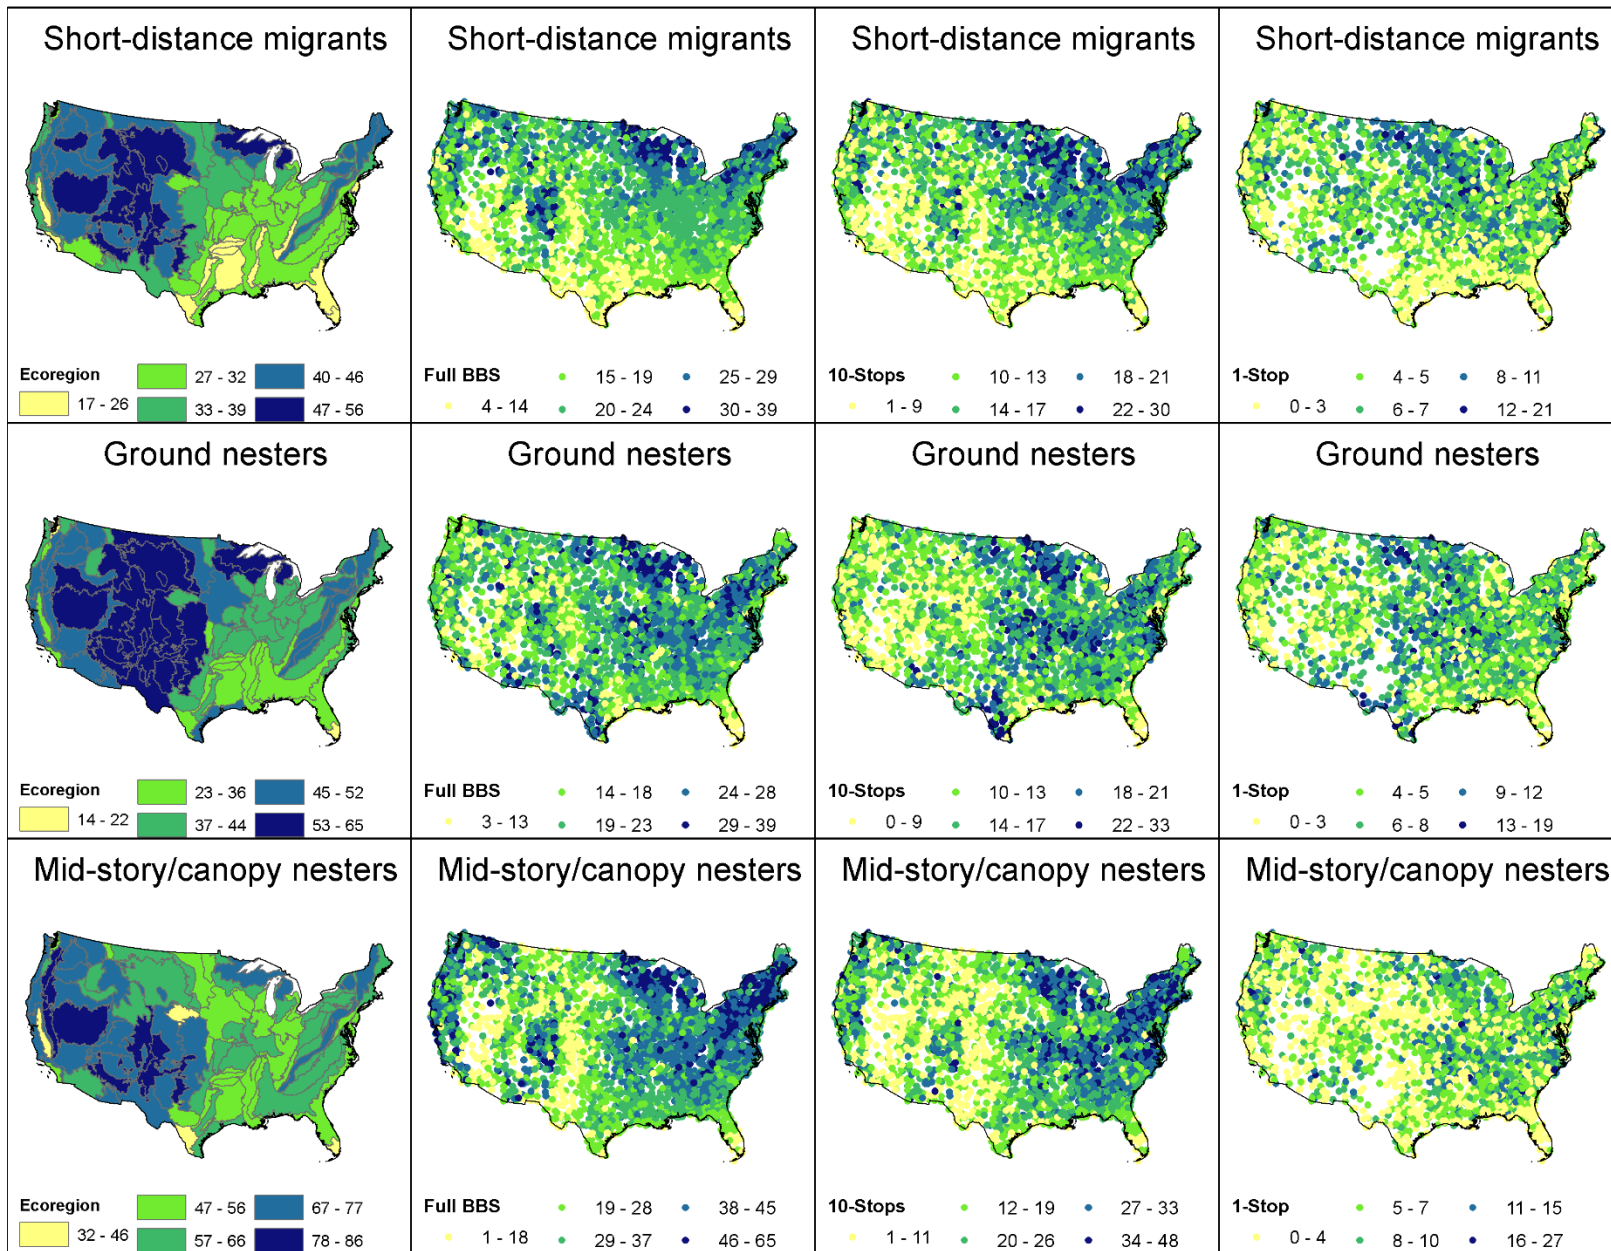 Short-distance migrants
Short-distance migrants
Short-distance migrants
Short-distance migrants
Ecoregion 27 - 32 40 - 46
17 - 26 33 - 39 47 - 56
Full BBS 15 - 19 25 - 29
4 - 14 20 - 24 30 - 39
10-Stops 10 - 13 18 - 21
1 - 9 14 - 17 22 - 30
1-Stop 4 - 5 8 - 11
0 - 3 6 - 7 12 - 21
Ground nesters
Ground nesters
Ground nesters
Ground nesters
Ecoregion 23 - 36 45 - 52
14 - 22 37 - 44 53 - 65
Full BBS 14 - 18 24 - 28
3 - 13 19 - 23 29 - 39
10-Stops 10 - 13 18 - 21
0 - 9 14 - 17 22 - 33
1-Stop 4 - 5 9 - 12
0 - 3 6 - 8 13 - 19
Mid-story/canopy nesters
Mid-story/canopy nesters
Mid-story/canopy nesters
Mid-story/canopy nesters
Ecoregion 47 - 56 67 - 77
32 - 46 57 - 66 78 - 86
Full BBS 19 - 28 38 - 45
1 - 18 29 - 37 46 - 65
10-Stops 12 - 19 27 - 33
1 - 11 20 - 26 34 - 48
1-Stop 5 - 7 11 - 15
0 - 4 8 - 10 16 - 27